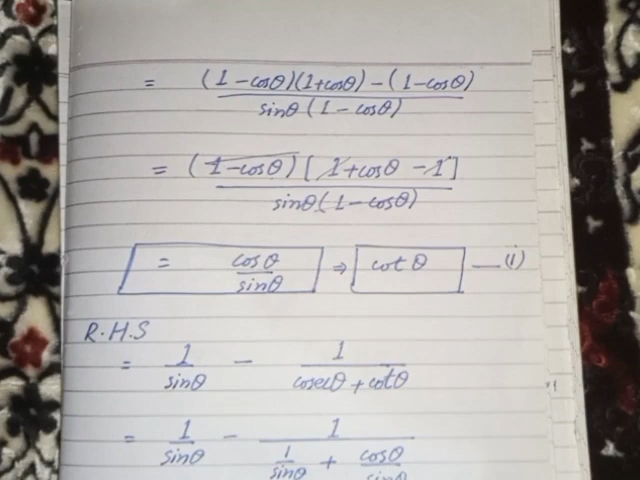 = (1-cosθ)(1+cosθ)-(1-cosθ) / sinθ(1-cosθ)
= (1-cosθ)[1+cosθ-1] / sinθ(1-cosθ)
= cosθ / sinθ ⇒ cotθ —(i)
R.H.S
= 1/sinθ - 1/cosecθ+cotθ
= 1/sinθ - 1 / 1/sinθ + cosθ/sinθ